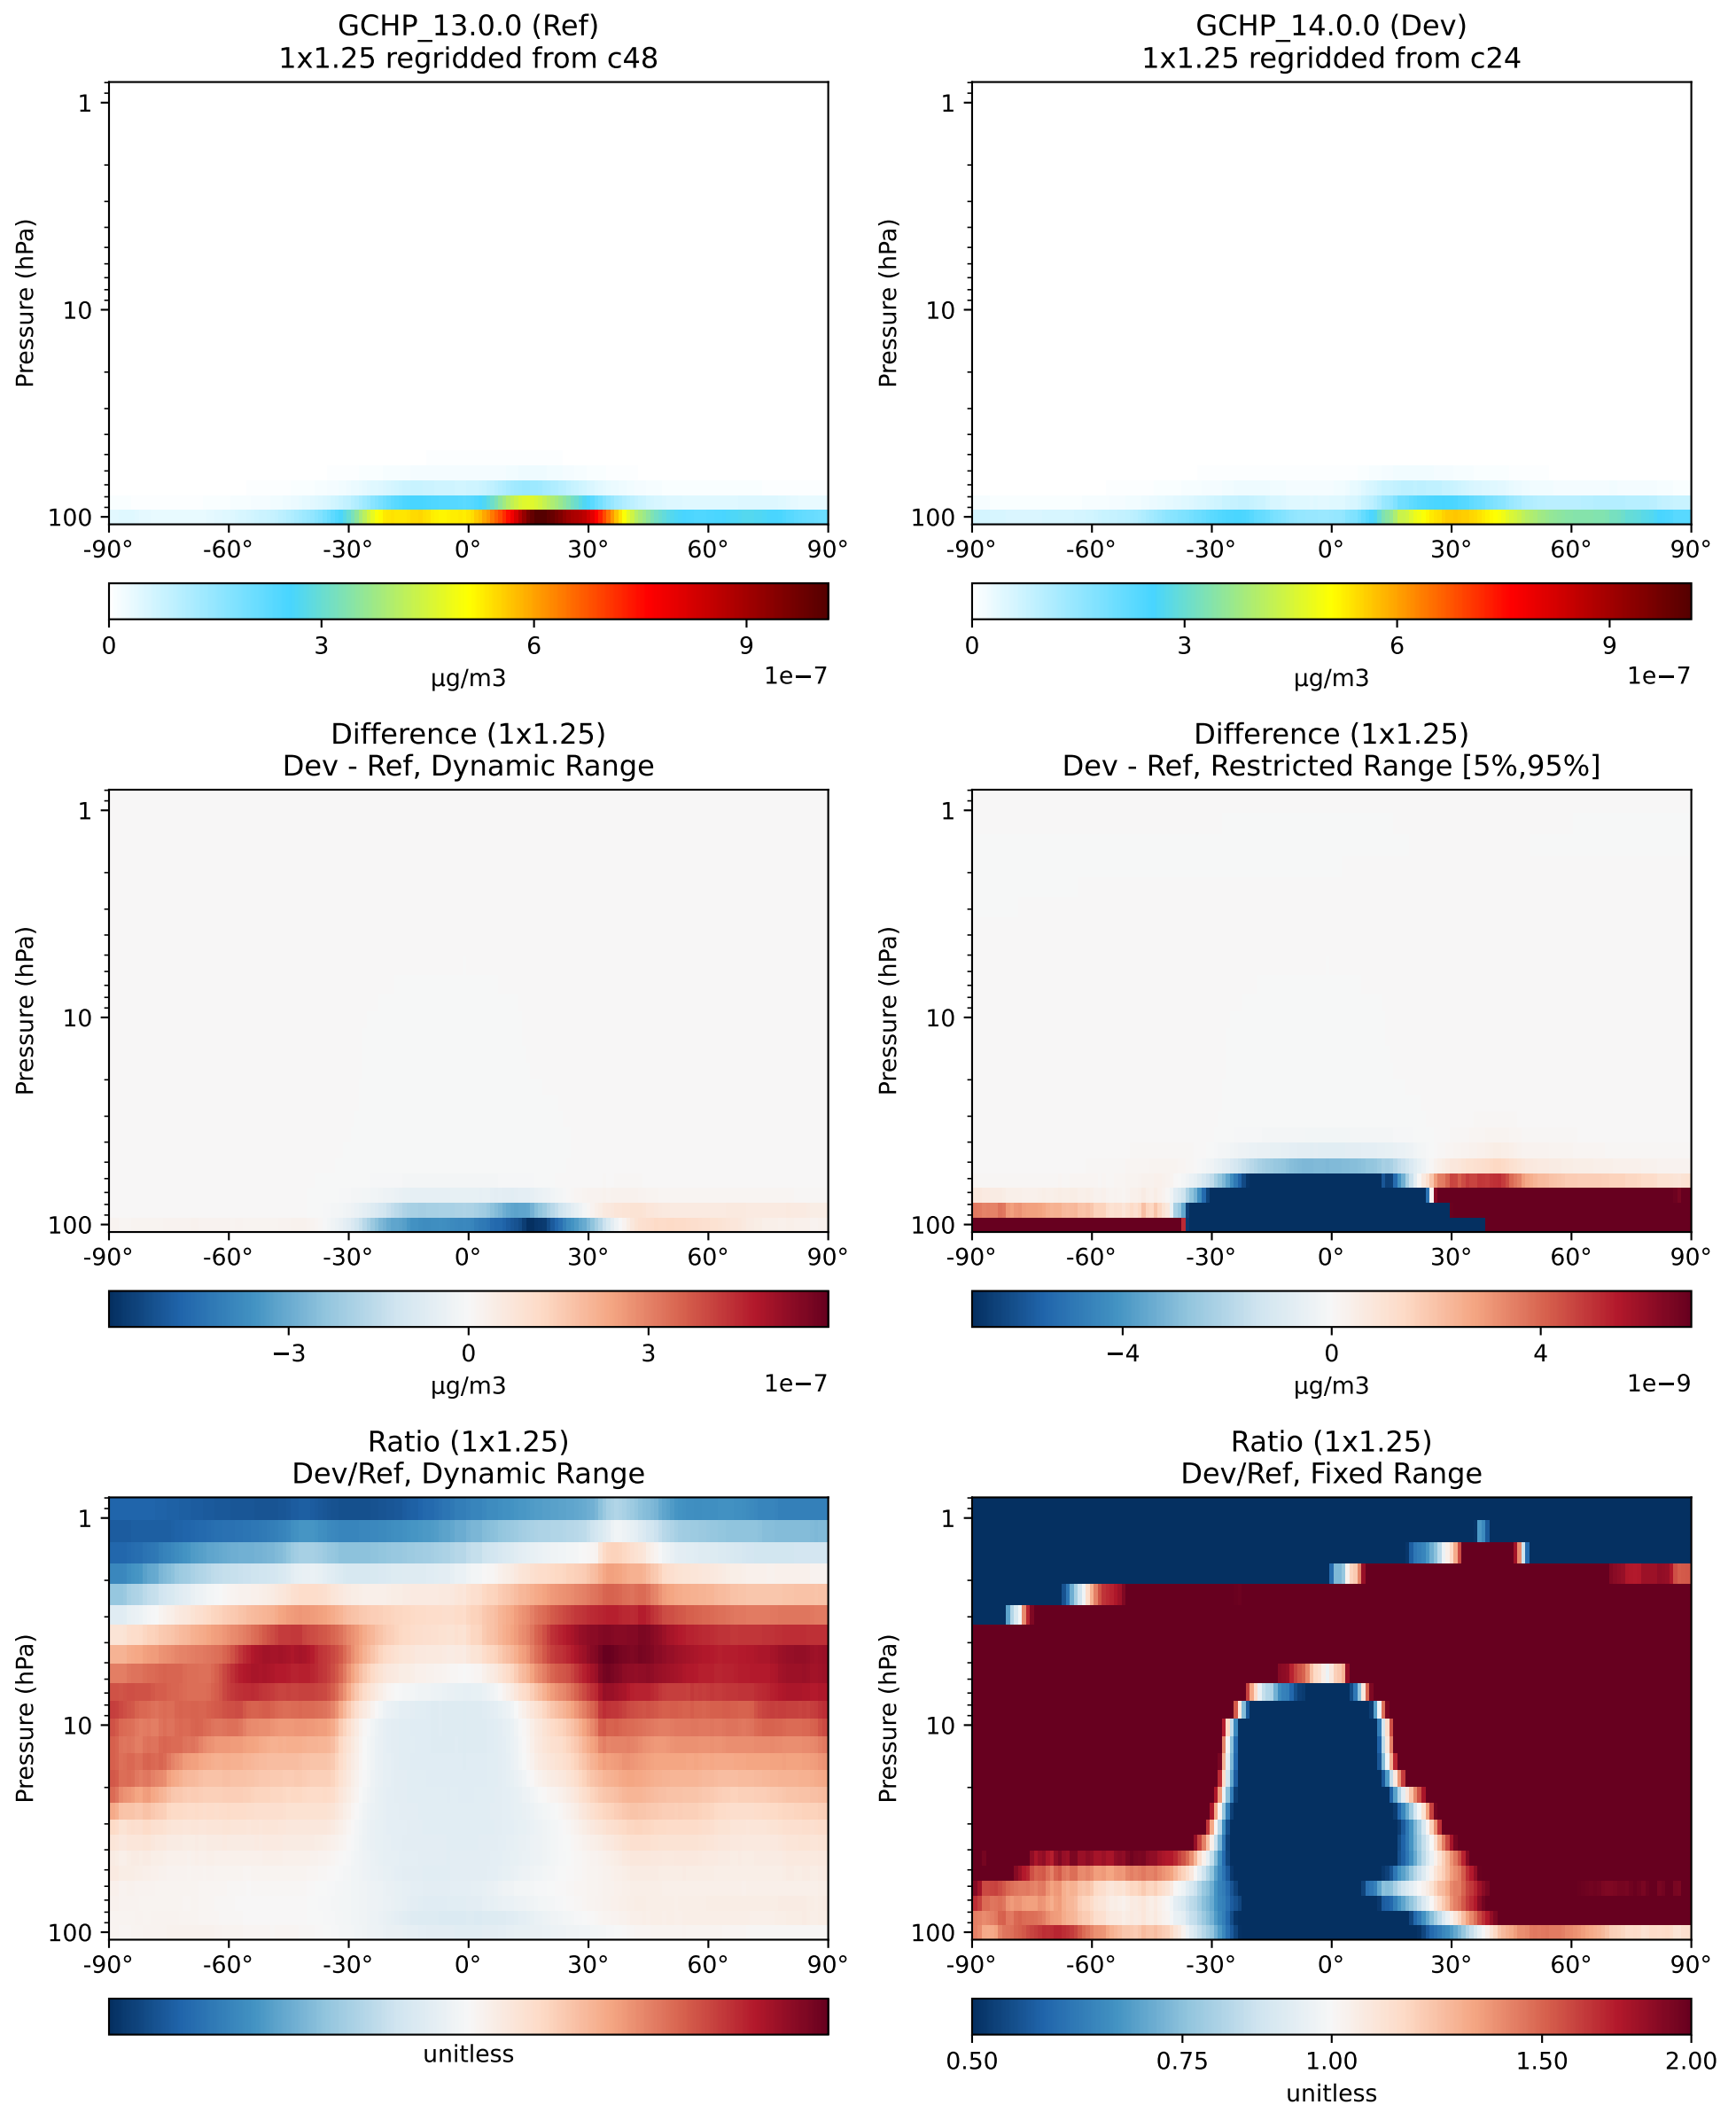 GCHP_13.0.0 (Ref)
1x1.25 regridded from c48
Pressure (hPa)
1
10
100
-90° -60° -30° 0° 30° 60° 90°
0 3 6 9
1e−7
µg/m3
GCHP_14.0.0 (Dev)
1x1.25 regridded from c24
Pressure (hPa)
1
10
100
-90° -60° -30° 0° 30° 60° 90°
0 3 6 9
1e−7
µg/m3
Difference (1x1.25)
Dev - Ref, Dynamic Range
Pressure (hPa)
1
10
100
-90° -60° -30° 0° 30° 60° 90°
−3 0 3
1e−7
µg/m3
Difference (1x1.25)
Dev - Ref, Restricted Range [5%,95%]
Pressure (hPa)
1
10
100
-90° -60° -30° 0° 30° 60° 90°
−4 0 4
1e−9
µg/m3
Ratio (1x1.25)
Dev/Ref, Dynamic Range
Pressure (hPa)
1
10
100
-90° -60° -30° 0° 30° 60° 90°
unitless
Ratio (1x1.25)
Dev/Ref, Fixed Range
Pressure (hPa)
1
10
100
-90° -60° -30° 0° 30° 60° 90°
0.50 0.75 1.00 1.50 2.00
unitless